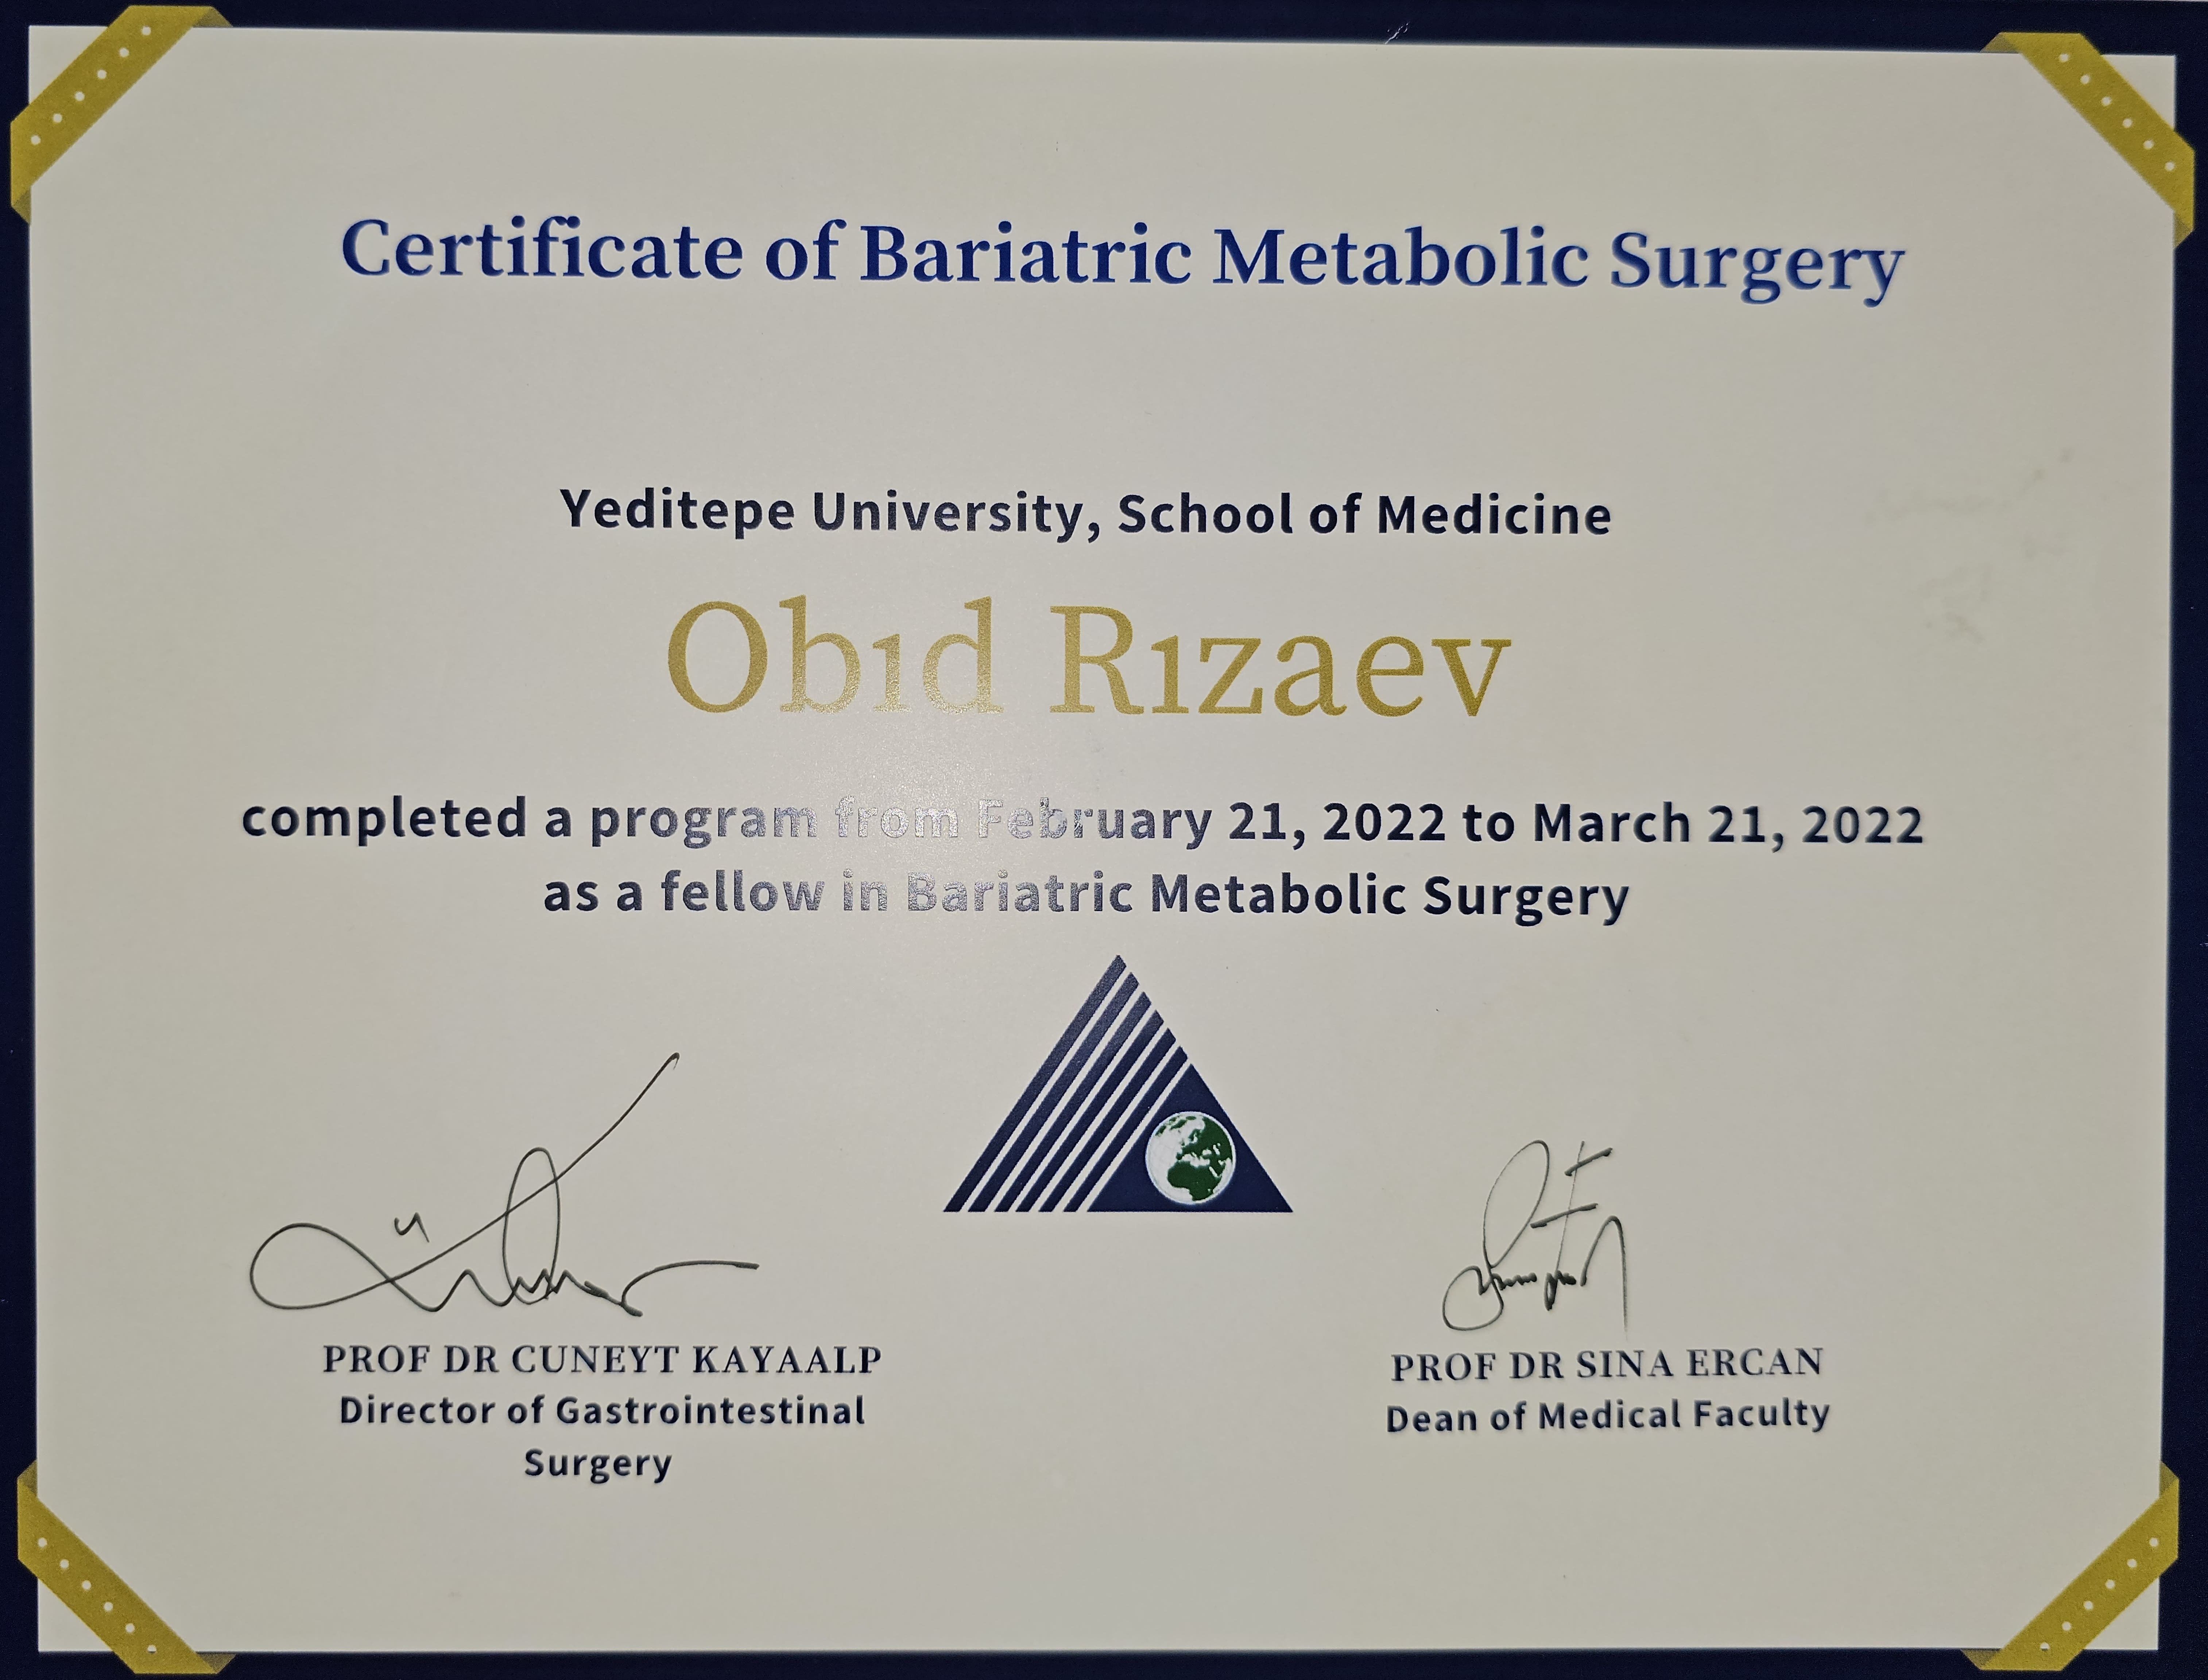 Certificate of Bariatric Metabolic Surgery
Yeditepe University, School of Medicine
Obıd Rızaev
completed a program from February 21, 2022 to March 21, 2022
as a fellow in Bariatric Metabolic Surgery
PROF DR CUNEYT KAYAALP
Director of Gastrointestinal
Surgery
PROF DR SINA ERCAN
Dean of Medical Faculty